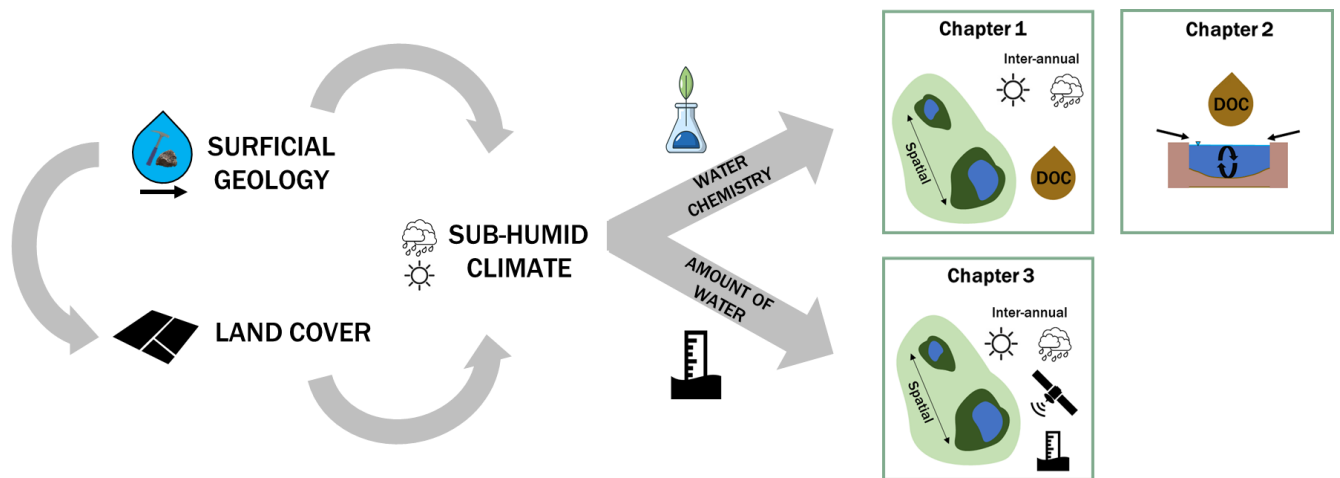 SURFICIAL
GEOLOGY
LAND COVER
SUB-HUMID
CLIMATE
WATER
CHEMISTRY
AMOUNT OF
WATER
Chapter 1
Inter-annual
Spatial
DOC
Chapter 2
DOC
Chapter 3
Inter-annual
Spatial